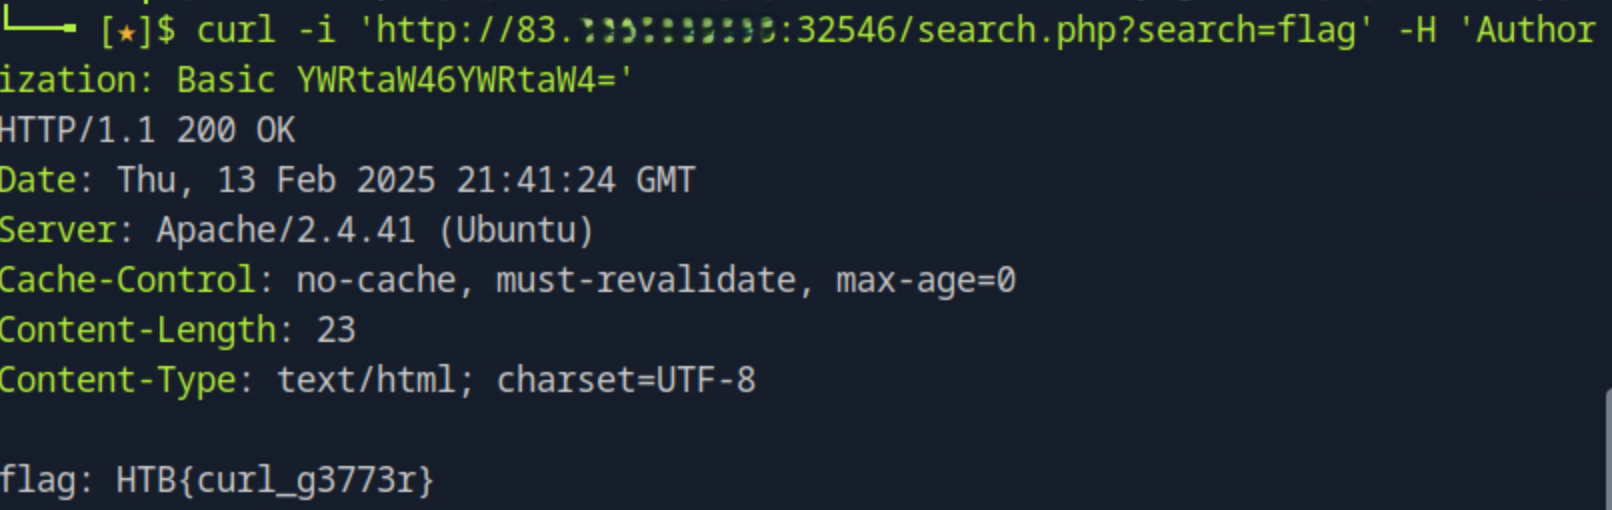 [★]$ curl -i 'http://83. :32546/search.php?search=flag' -H 'Author
ization: Basic YWRtaW46YWRtaW4='
HTTP/1.1 200 OK
Date: Thu, 13 Feb 2025 21:41:24 GMT
Server: Apache/2.4.41 (Ubuntu)
Cache-Control: no-cache, must-revalidate, max-age=0
Content-Length: 23
Content-Type: text/html; charset=UTF-8
flag: HTB{curl_g3773r}